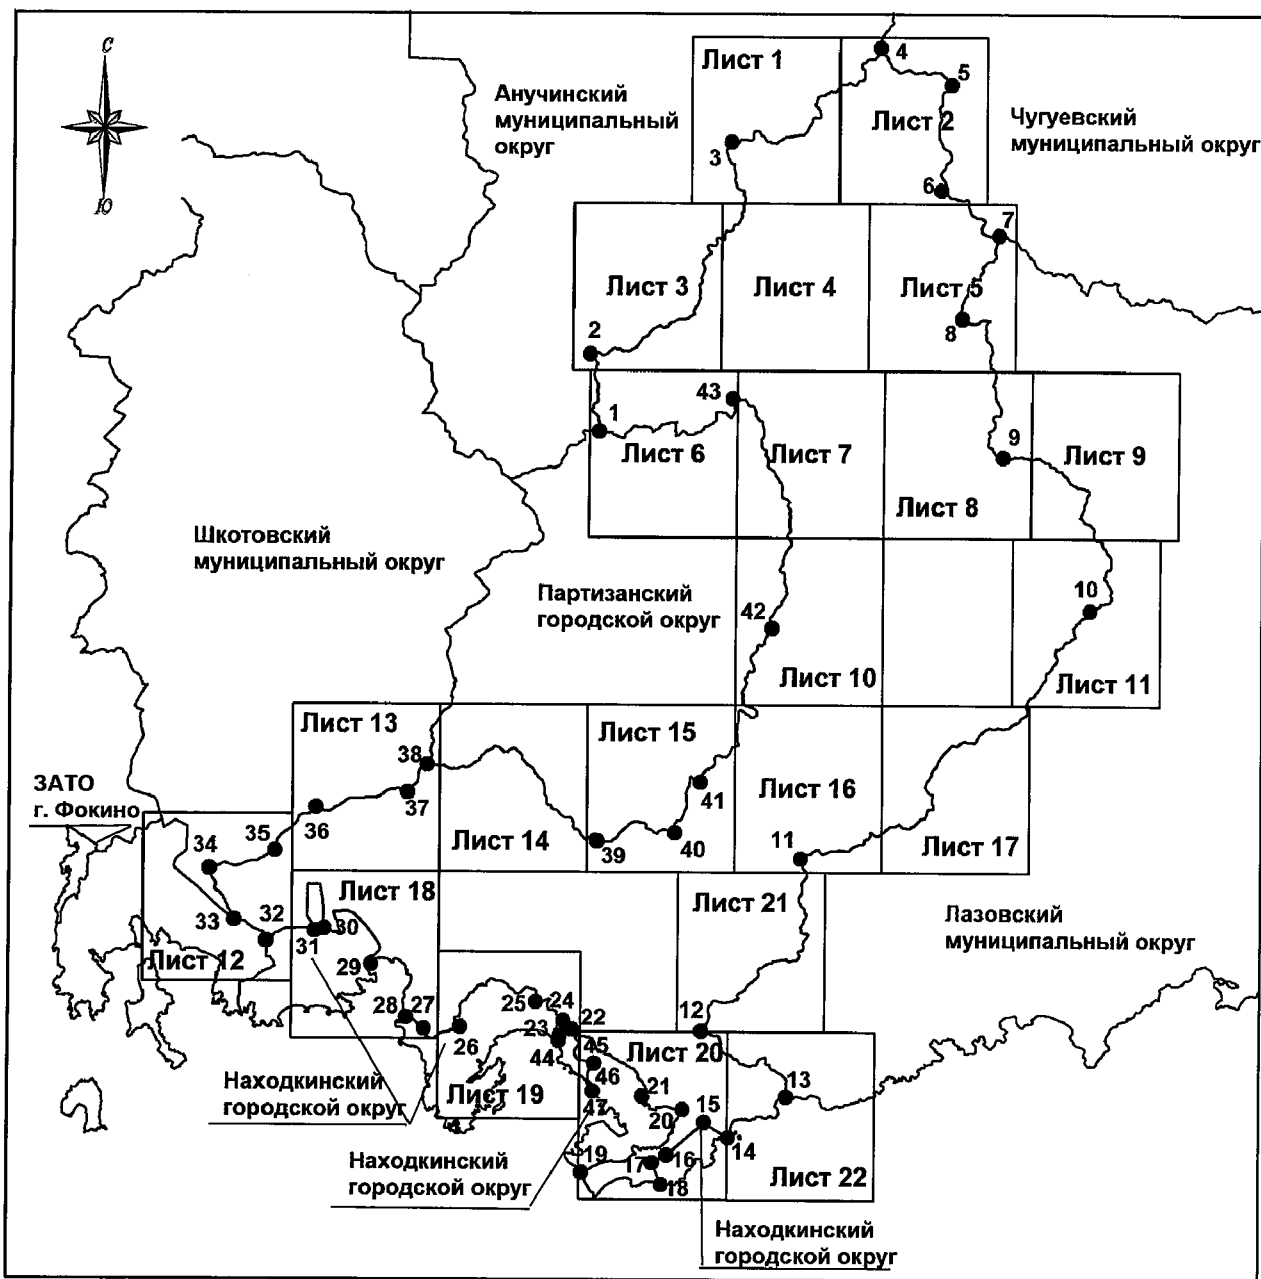 С
Ю
Анучинский
муниципальный
округ
Лист 1
4
5
Лист 2
3
6
Чугуевский
муниципальный округ
7
Лист 3
Лист 4
Лист 5
8
2
1
43
Лист 6
Лист 7
9
Лист 8
Лист 9
Шкотовский
муниципальный округ
Партизанский
городской округ
42
10
Лист 10
Лист 11
Лист 13
38
37
36
35
Лист 14
Лист 15
39
40
41
Лист 16
11
Лист 17
ЗАТО
г. Фокино
34
33
32
Лист 12
Лист 18
31
30
29
28
27
Лист 21
Лазовский
муниципальный округ
12
26
25
24
23
22
44
45
46
47
Лист 19
Лист 20
21
20
15
13
14
19
17
16
18
Лист 22
Находкинский
городской округ
Находкинский
городской округ
Находкинский
городской округ